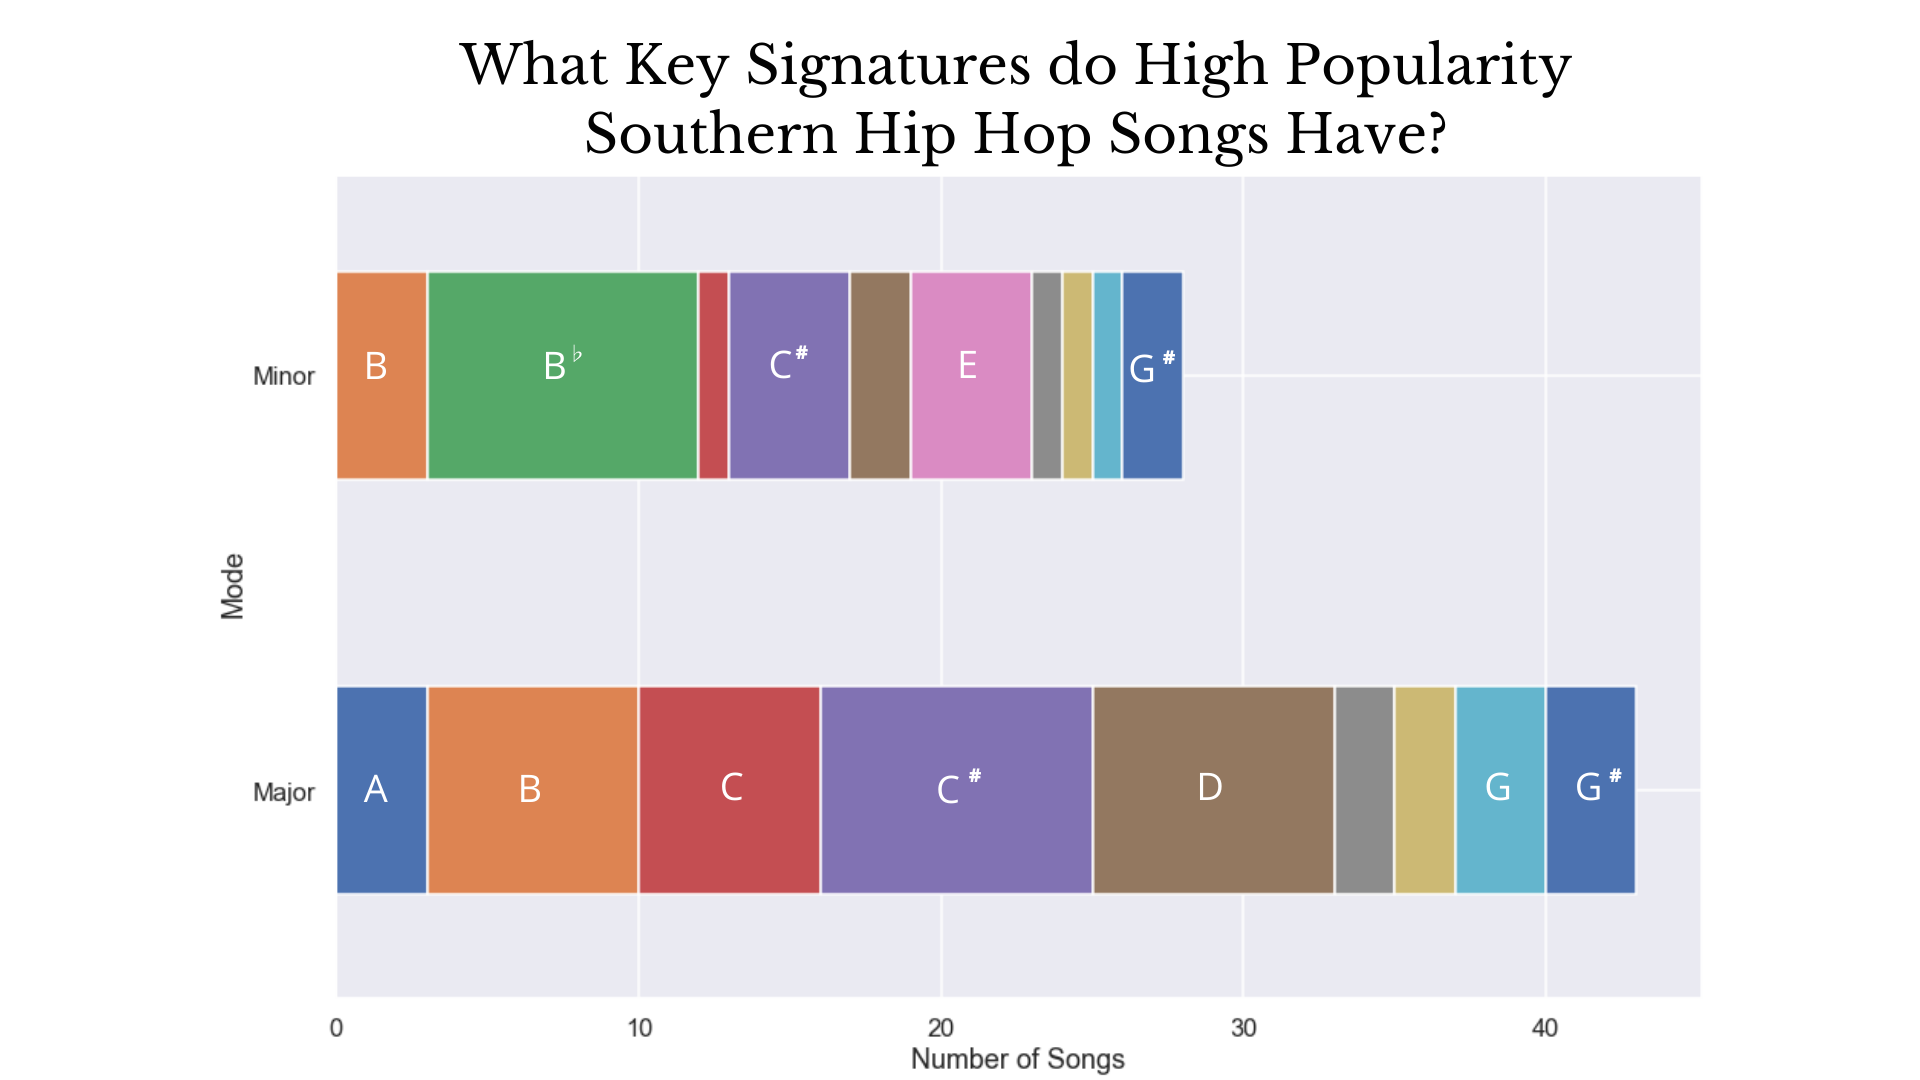 What Key Signatures do High Popularity
Southern Hip Hop Songs Have?
Minor
B
B♭
C#
E
G#
Mode
Major
A
B
C
C#
D
G
G#
0
10
20
30
40
Number of Songs